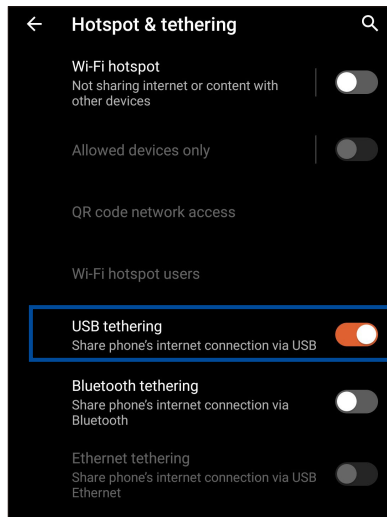 Hotspot & tethering
Wi-Fi hotspot
Not sharing internet or content with
other devices
Allowed devices only
QR code network access
Wi-Fi hotspot users
USB tethering
Share phone's internet connection via USB
Bluetooth tethering
Share phone's internet connection via
Bluetooth
Ethernet tethering
Share phone's internet connection via USB
Ethernet